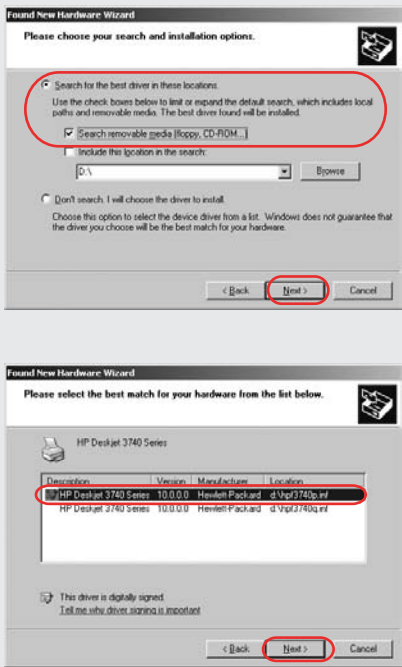 Found New Hardware Wizard
Please choose your search and installation options.
Search for the best driver in these locations.
Use the check boxes below to limit or expand the default search, which includes local
paths and removable media. The best driver found will be installed.
Search removable media (floppy, CD-ROM...)
Include this location in the search:
D:\
Browse
Don't search. I will choose the driver to install.
Choose this option to select the device driver from a list. Windows does not guarantee that
the driver you choose will be the best match for your hardware.
< Back Next > Cancel
Found New Hardware Wizard
Please select the best match for your hardware from the list below.
HP Deskjet 3740 Series
Description Version Manufacturer Location
HP Deskjet 3740 Series 10.0.0.0 Hewlett-Packard d:\hpf3740p.inf
HP Deskjet 3740 Series 10.0.0.0 Hewlett-Packard d:\hpf3740q.inf
This driver is digitally signed.
Tell me why driver signing is important
< Back Next > Cancel